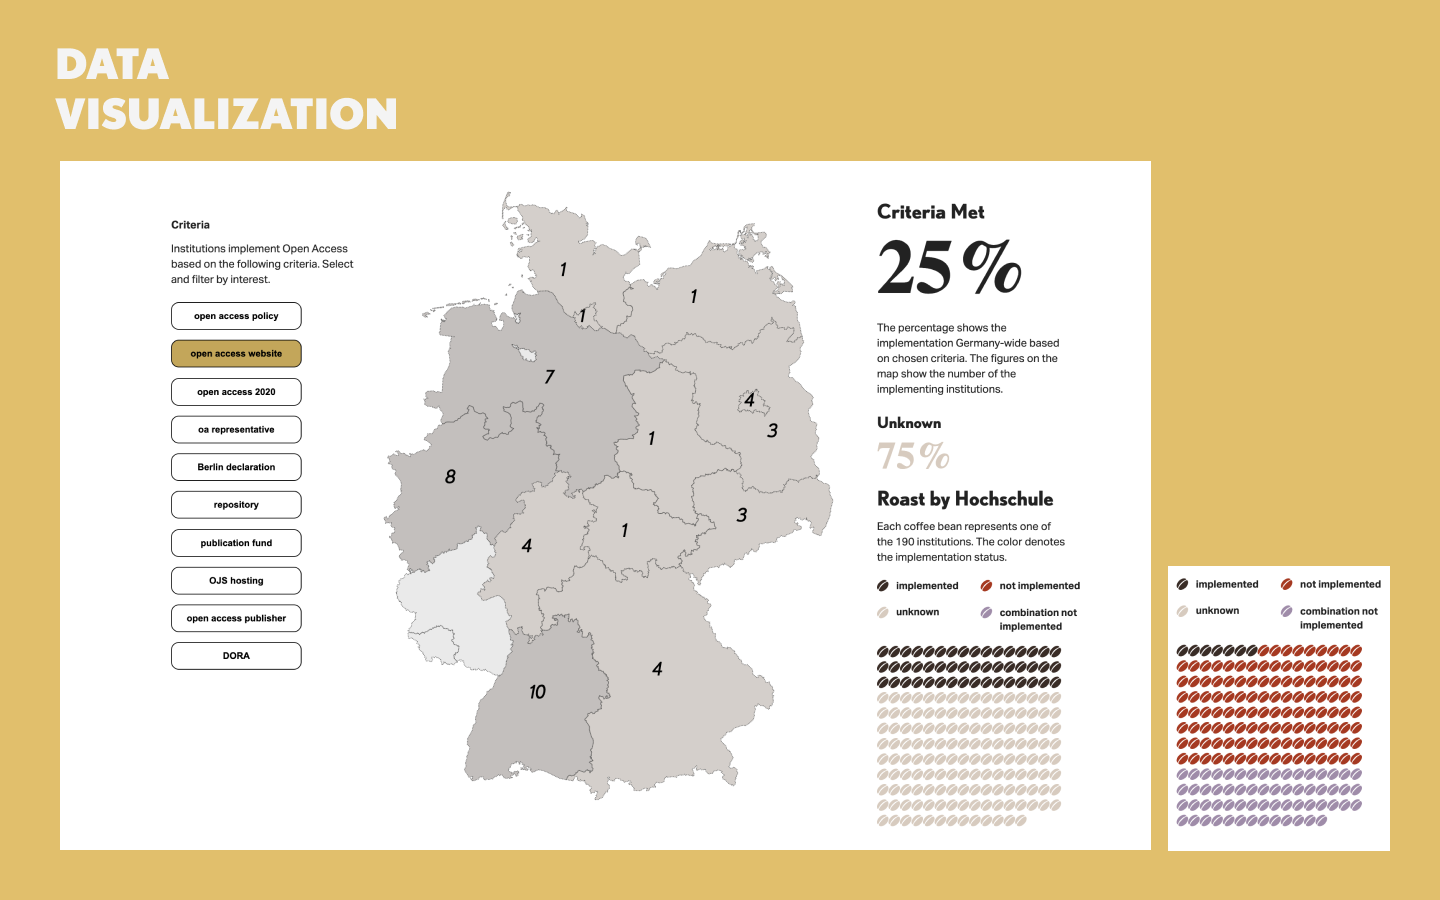 DATA
VISUALIZATION
Criteria
Institutions implement Open Access
based on the following criteria. Select
and filter by interest.
open access policy
open access website
open access 2020
oa representative
Berlin declaration
repository
publication fund
OJS hosting
open access publisher
DORA
1
1
1
7
4
3
1
8
3
1
4
4
10
Criteria Met
25%
The percentage shows the
implementation Germany-wide based
on chosen criteria. The figures on the
map show the number of the
implementing institutions.
Unknown
75%
Roast by Hochschule
Each coffee bean represents one of
the 190 institutions. The color denotes
the implementation status.
implemented
not implemented
unknown
combination not
implemented
implemented
not implemented
unknown
combination not
implemented